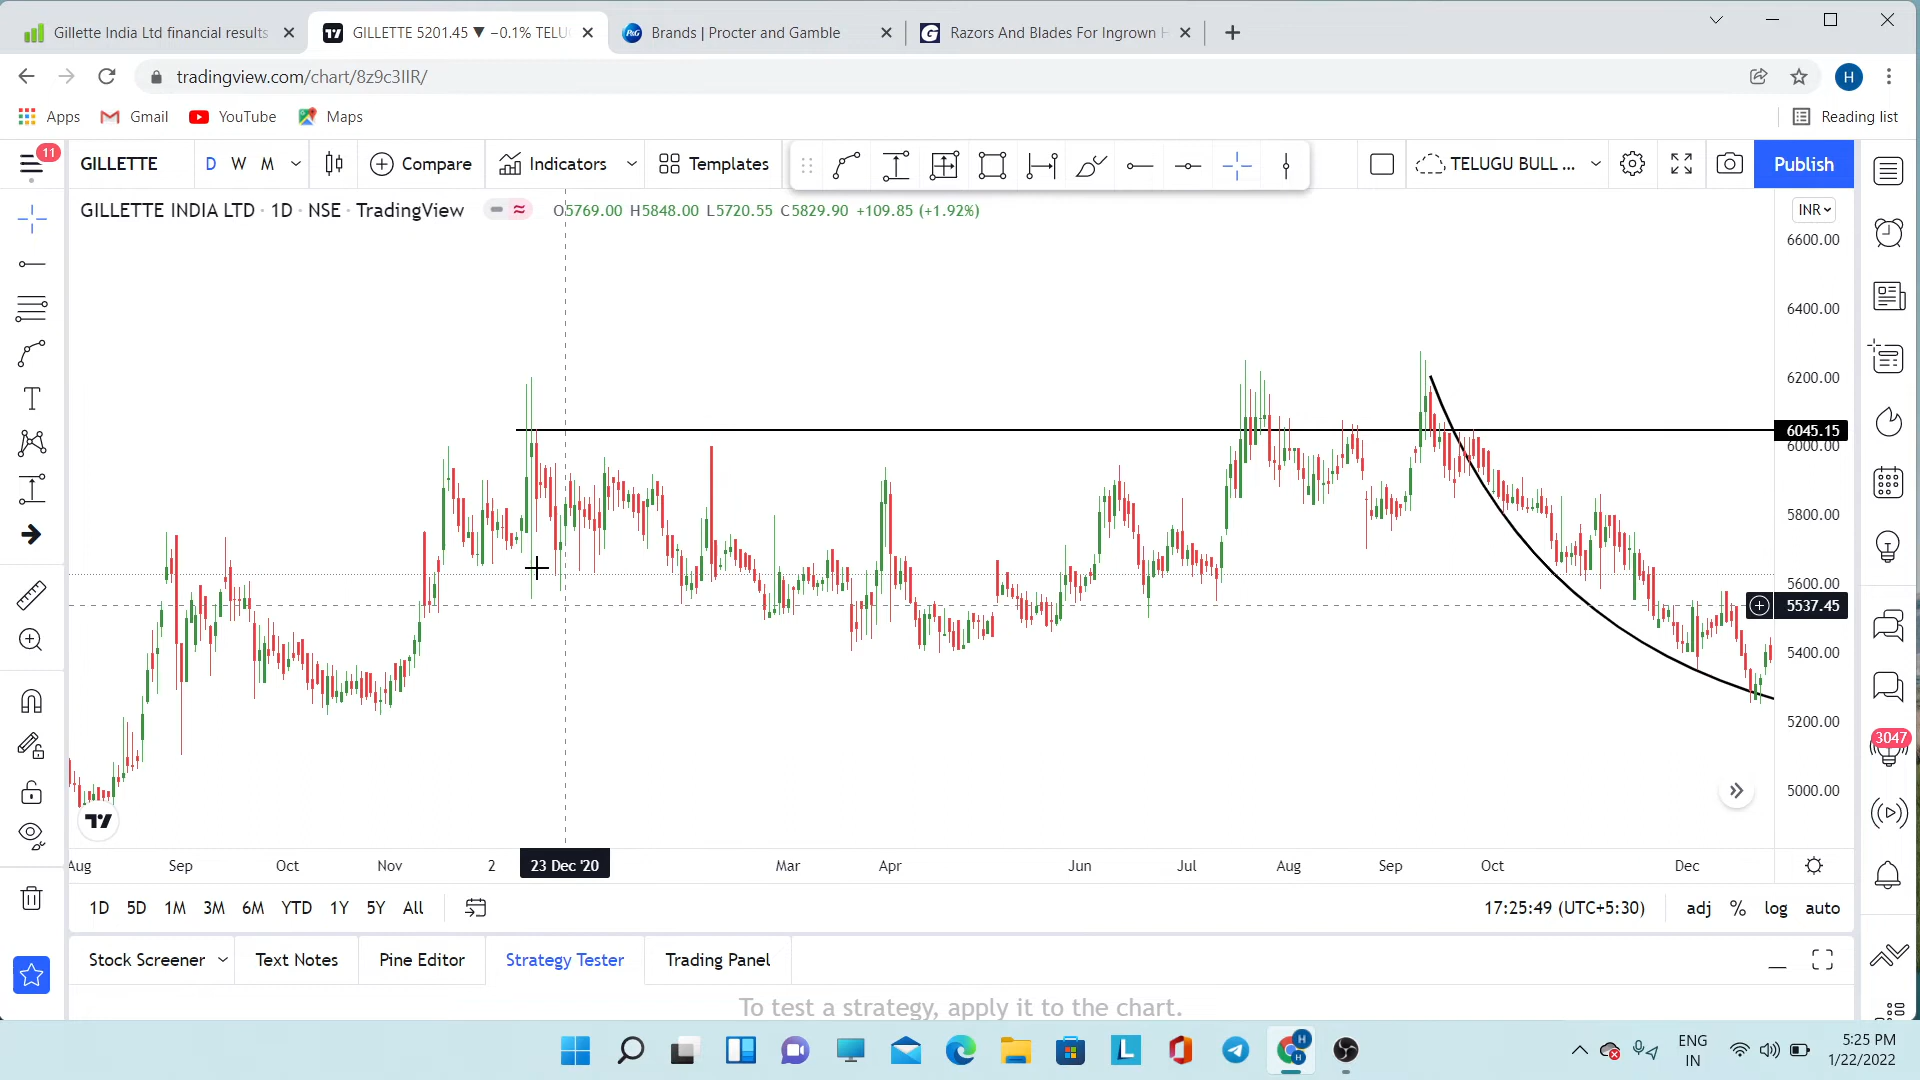 Gillette India Ltd financial results
GILLETTE 5201.45 ▼ −0.1% TELU
Brands | Procter and Gamble
Razors And Blades For Ingrown H
tradingview.com/chart/8z9c3IIR/
H
Apps
Gmail
YouTube
Maps
Reading list
11
GILLETTE
D
W
M
Compare
Indicators
Templates
TELUGU BULL ...
Publish
GILLETTE INDIA LTD · 1D · NSE · TradingView
O5769.00 H5848.00 L5720.55 C5829.90 +109.85 (+1.92%)
INR
6600.00
6400.00
6200.00
6045.15
6000.00
5800.00
5600.00
5537.45
5400.00
5200.00
5000.00
3047
Aug
Sep
Oct
Nov
2
23 Dec '20
Mar
Apr
Jun
Jul
Aug
Sep
Oct
Dec
1D
5D
1M
3M
6M
YTD
1Y
5Y
All
17:25:49 (UTC+5:30)
adj
%
log
auto
Stock Screener
Text Notes
Pine Editor
Strategy Tester
Trading Panel
To test a strategy, apply it to the chart.
ENG
IN
5:25 PM
1/22/2022